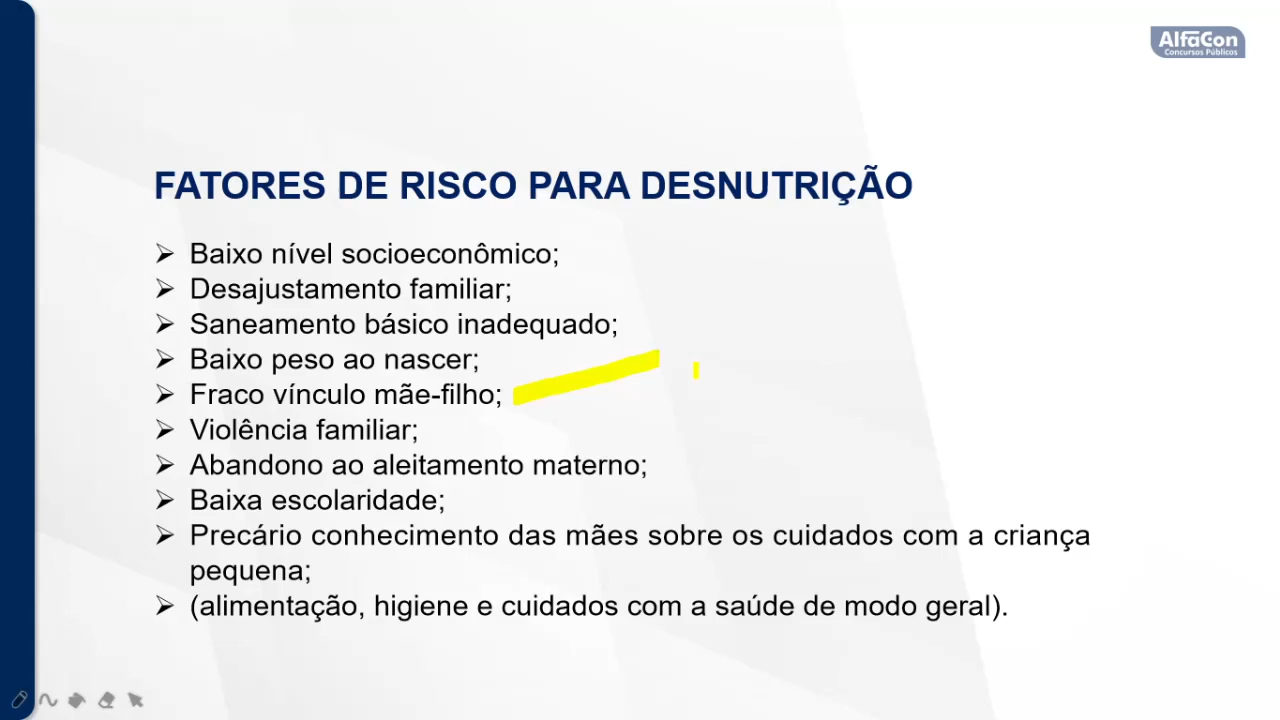 AlfaCon
Concursos Públicos
FATORES DE RISCO PARA DESNUTRIÇÃO
➢ Baixo nível socioeconômico;
➢ Desajustamento familiar;
➢ Saneamento básico inadequado;
➢ Baixo peso ao nascer;
➢ Fraco vínculo mãe-filho;
➢ Violência familiar;
➢ Abandono ao aleitamento materno;
➢ Baixa escolaridade;
➢ Precário conhecimento das mães sobre os cuidados com a criança
pequena;
➢ (alimentação, higiene e cuidados com a saúde de modo geral).